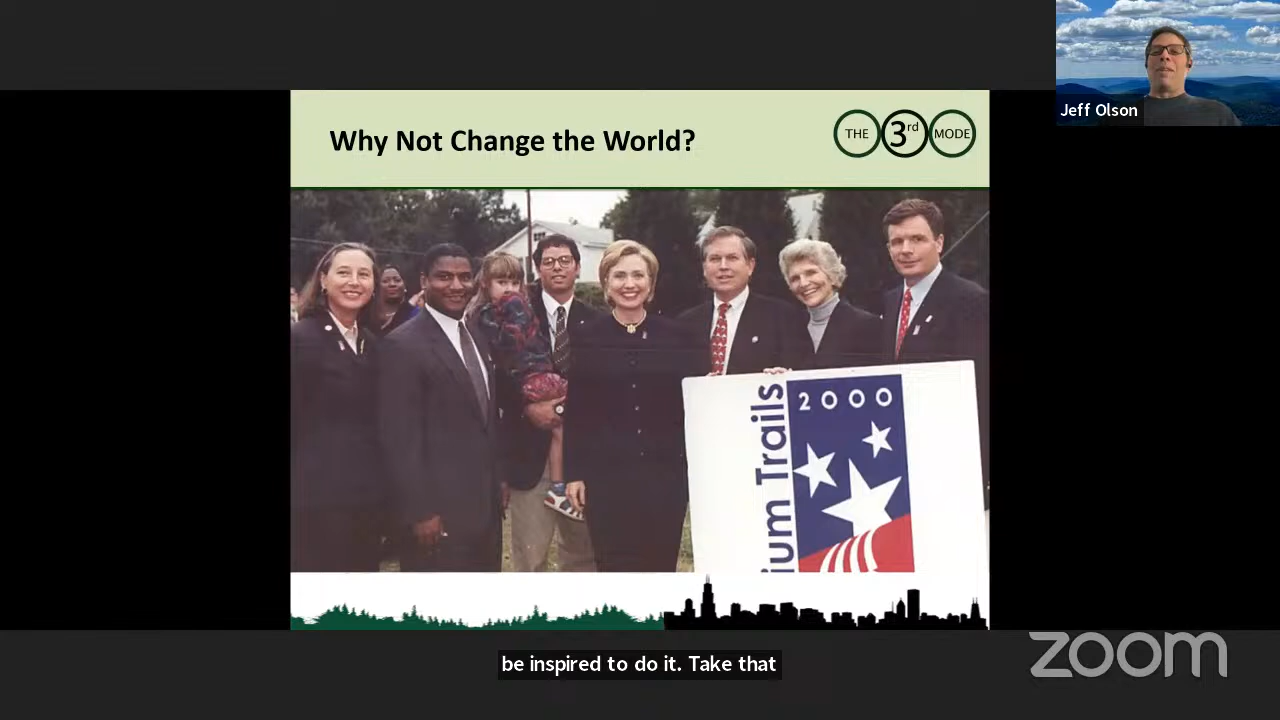 Jeff Olson
Why Not Change the World?
THE 3rd MODE
2000
ium Trails
be inspired to do it. Take that
zoom